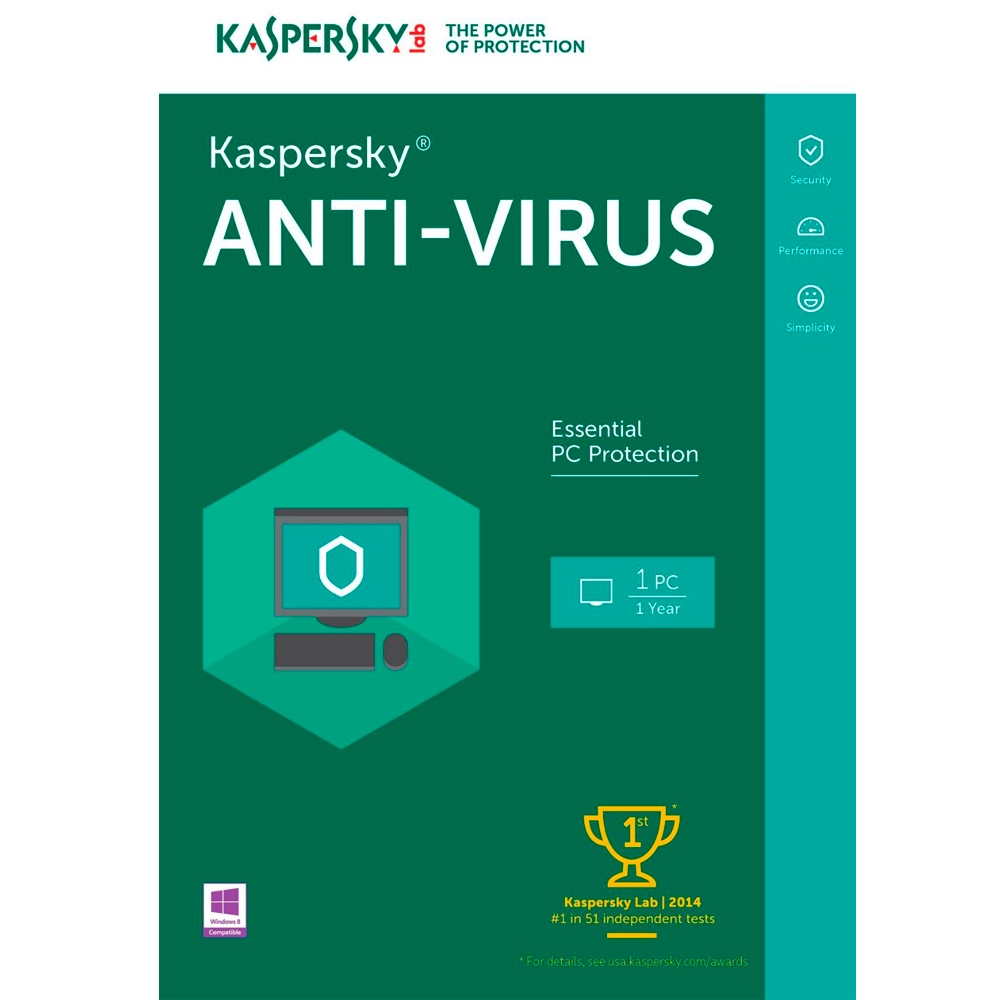 KASPERSKY lab
THE POWER
OF PROTECTION
Kaspersky®
ANTI-VIRUS
Security
Performance
Simplicity
Essential
PC Protection
1 PC
1 Year
1st*
Kaspersky Lab | 2014
#1 in 51 independent tests
* For details, see usa.kaspersky.com/awards
Windows 8
Compatible